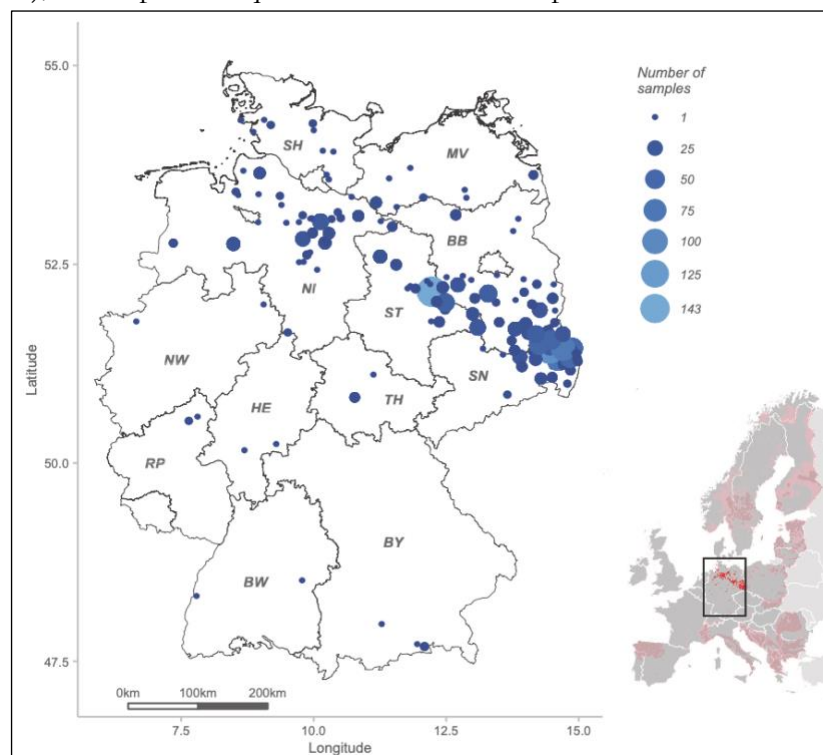 55.0
52.5
50.0
47.5
Latitude
SH
MV
BB
NI
ST
NW
SN
HE
TH
RP
BY
BW
0km 100km 200km
7.5 10.0 12.5 15.0
Longitude
Number of
samples
1
25
50
75
100
125
143